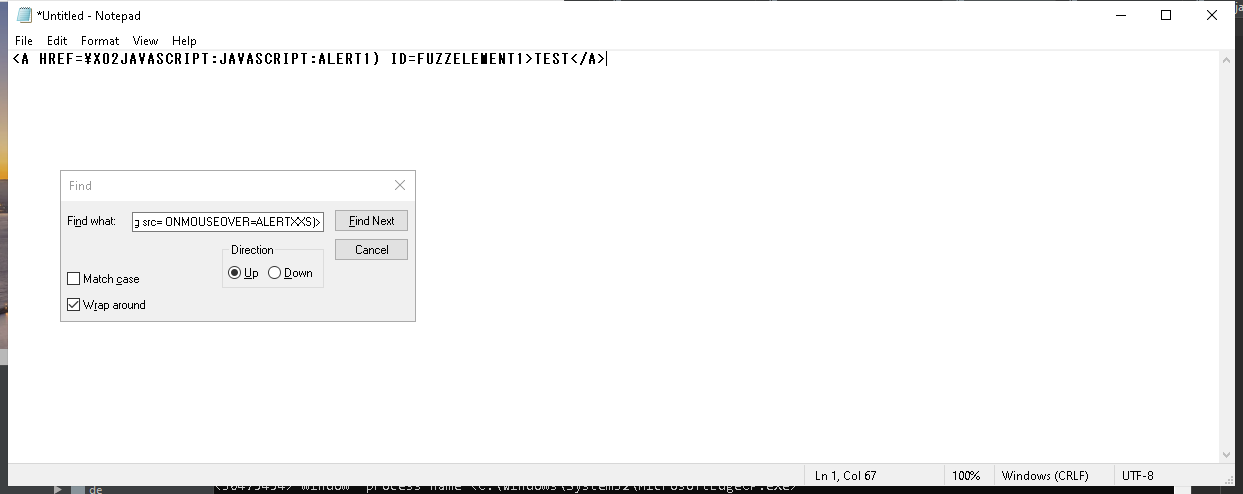 *Untitled - Notepad
File Edit Format View Help
<A HREF=¥X02JAVASCRIPT:JAVASCRIPT:ALERT1) ID=FUZZELEMENT1>TEST</A>
Find
Find what: g src= ONMOUSEOVER=ALERTXXS)> Find Next
Direction Cancel
Up Down
Match case
Wrap around
Ln 1, Col 67 100% Windows (CRLF) UTF-8
de